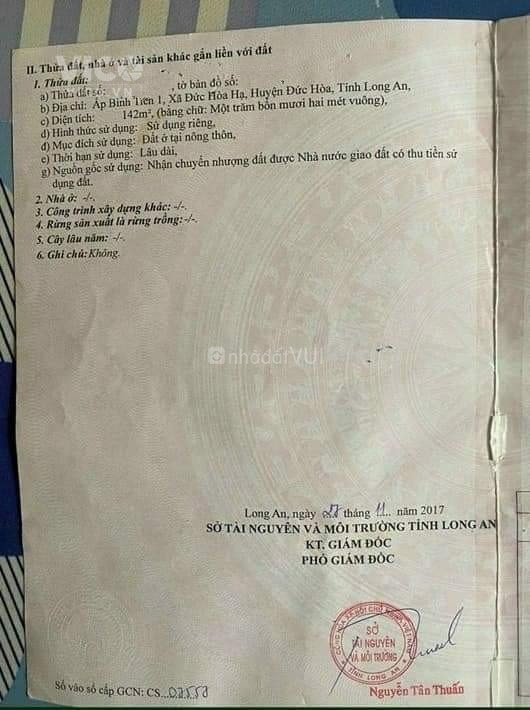 II. Thửa đất, nhà ở và tài sản khác gắn liền với đất
1. Thửa đất:
a) Thửa đất số: , tờ bản đồ số:
b) Địa chỉ: Ấp Bình Tiền 1, Xã Đức Hòa Hạ, Huyện Đức Hòa, Tỉnh Long An,
c) Diện tích: 142m², (bằng chữ: Một trăm bốn mươi hai mét vuông),
d) Hình thức sử dụng: Sử dụng riêng,
đ) Mục đích sử dụng: Đất ở tại nông thôn,
e) Thời hạn sử dụng: Lâu dài,
g) Nguồn gốc sử dụng: Nhận chuyển nhượng đất được Nhà nước giao đất có thu tiền sử
dụng đất.
2. Nhà ở: -/-.
3. Công trình xây dựng khác: -/-.
4. Rừng sản xuất là rừng trồng: -/-.
5. Cây lâu năm: -/-.
6. Ghi chú: Không.
nhàđấtVUI
Long An, ngày 28 tháng 11 năm 2017
SỞ TÀI NGUYÊN VÀ MÔI TRƯỜNG TỈNH LONG AN
KT. GIÁM ĐỐC
PHÓ GIÁM ĐỐC
SỞ
TÀI NGUYÊN
VÀ MÔI TRƯỜNG
TỈNH LONG AN
Nguyễn Tân Thuấn
Số vào sổ cấp GCN: CS